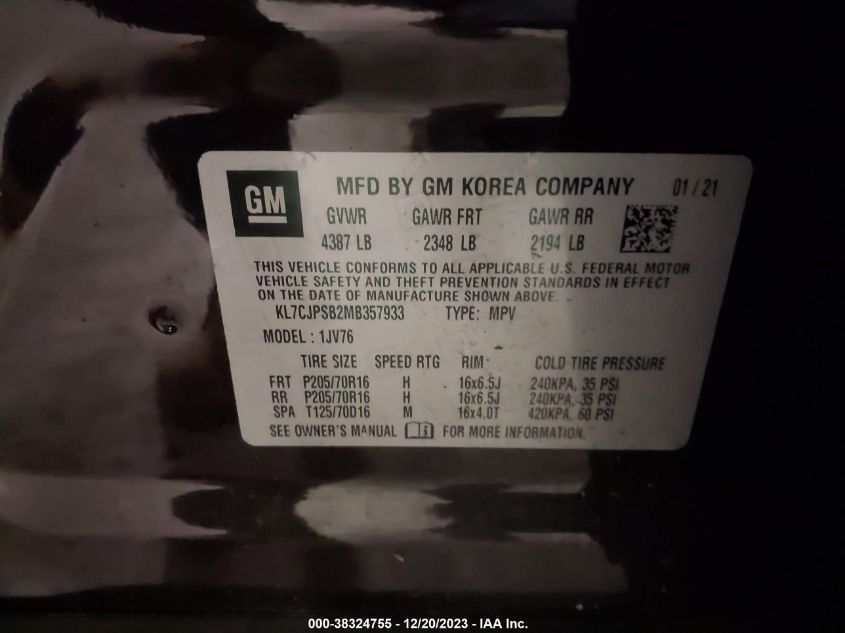 GM
MFD BY GM KOREA COMPANY 01/21
GVWR GAWR FRT GAWR RR
4387 LB 2348 LB 2194 LB
THIS VEHICLE CONFORMS TO ALL APPLICABLE U.S. FEDERAL MOTOR
VEHICLE SAFETY AND THEFT PREVENTION STANDARDS IN EFFECT
ON THE DATE OF MANUFACTURE SHOWN ABOVE.
KL7CJPSB2MB357933 TYPE: MPV
MODEL: 1JV76
TIRE SIZE SPEED RTG RIM COLD TIRE PRESSURE
FRT P205/70R16 H 16x6.5J 240KPA, 35 PSI
RR P205/70R16 H 16x6.5J 240KPA, 35 PSI
SPA T125/70D16 M 16x4.0T 420KPA, 60 PSI
SEE OWNER'S MANUAL i FOR MORE INFORMATION.
000-38324755 - 12/20/2023 - IAA Inc.